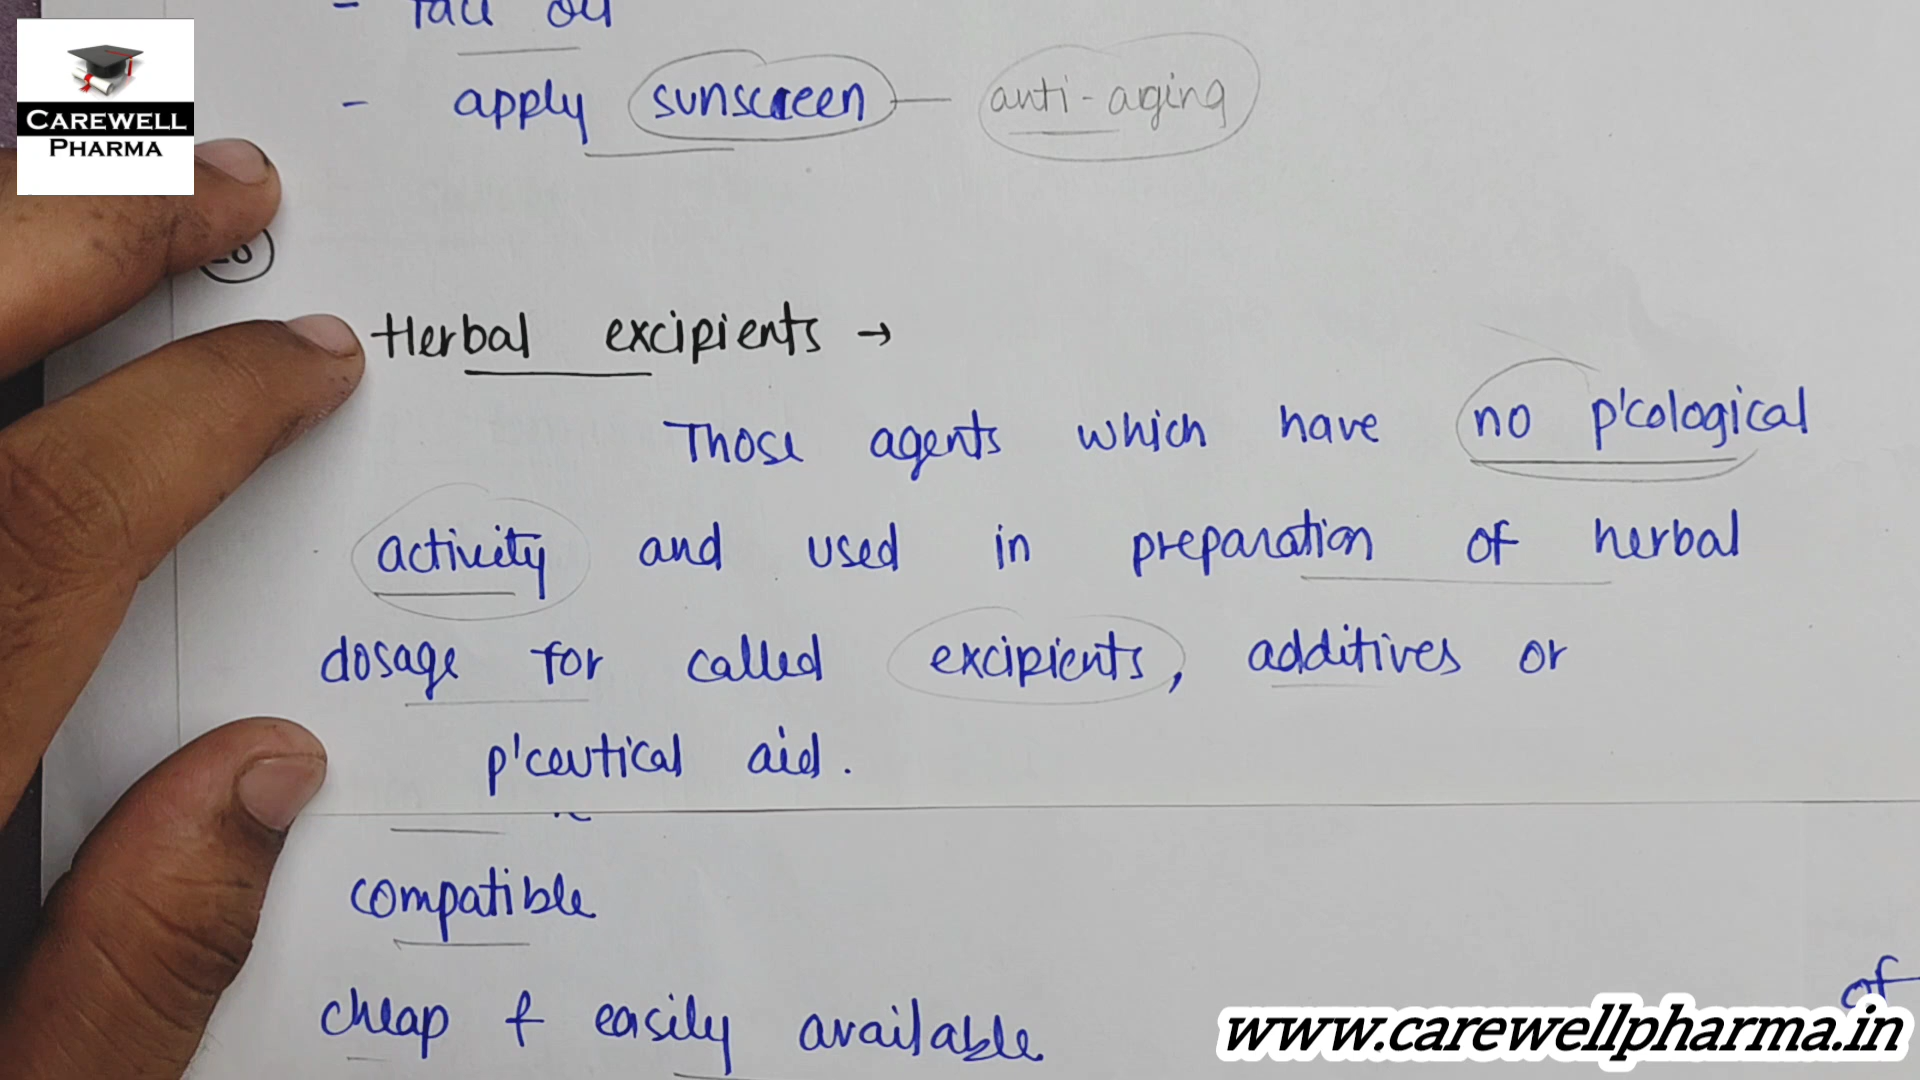 - apply sunscreen — anti-aging
CAREWELL
PHARMA
Herbal excipients →
Those agents which have no p'cological
activity and used in preparation of herbal
dosage for called excipients, additives or
p'ceutical aid.
compatible
cheap & easily available
of
www.carewellpharma.in